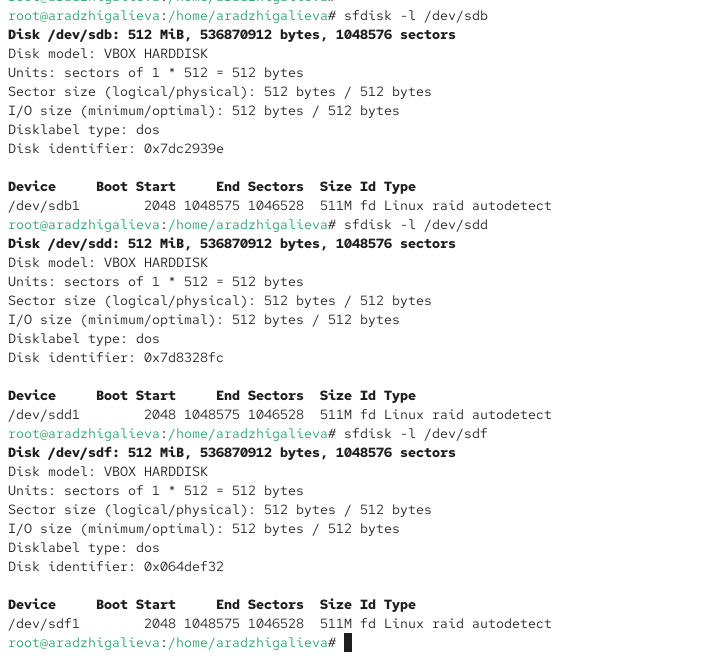 root@aradzhigalieva:/home/aradzhigalieva# sfdisk -l /dev/sdb
Disk /dev/sdb: 512 MiB, 536870912 bytes, 1048576 sectors
Disk model: VBOX HARDDISK
Units: sectors of 1 * 512 = 512 bytes
Sector size (logical/physical): 512 bytes / 512 bytes
I/O size (minimum/optimal): 512 bytes / 512 bytes
Disklabel type: dos
Disk identifier: 0x7dc2939e

Device     Boot Start     End Sectors  Size Id Type
/dev/sdb1        2048 1048575 1046528  511M fd Linux raid autodetect
root@aradzhigalieva:/home/aradzhigalieva# sfdisk -l /dev/sdd
Disk /dev/sdd: 512 MiB, 536870912 bytes, 1048576 sectors
Disk model: VBOX HARDDISK
Units: sectors of 1 * 512 = 512 bytes
Sector size (logical/physical): 512 bytes / 512 bytes
I/O size (minimum/optimal): 512 bytes / 512 bytes
Disklabel type: dos
Disk identifier: 0x7d8328fc

Device     Boot Start     End Sectors  Size Id Type
/dev/sdd1        2048 1048575 1046528  511M fd Linux raid autodetect
root@aradzhigalieva:/home/aradzhigalieva# sfdisk -l /dev/sdf
Disk /dev/sdf: 512 MiB, 536870912 bytes, 1048576 sectors
Disk model: VBOX HARDDISK
Units: sectors of 1 * 512 = 512 bytes
Sector size (logical/physical): 512 bytes / 512 bytes
I/O size (minimum/optimal): 512 bytes / 512 bytes
Disklabel type: dos
Disk identifier: 0x064def32

Device     Boot Start     End Sectors  Size Id Type
/dev/sdf1        2048 1048575 1046528  511M fd Linux raid autodetect
root@aradzhigalieva:/home/aradzhigalieva#